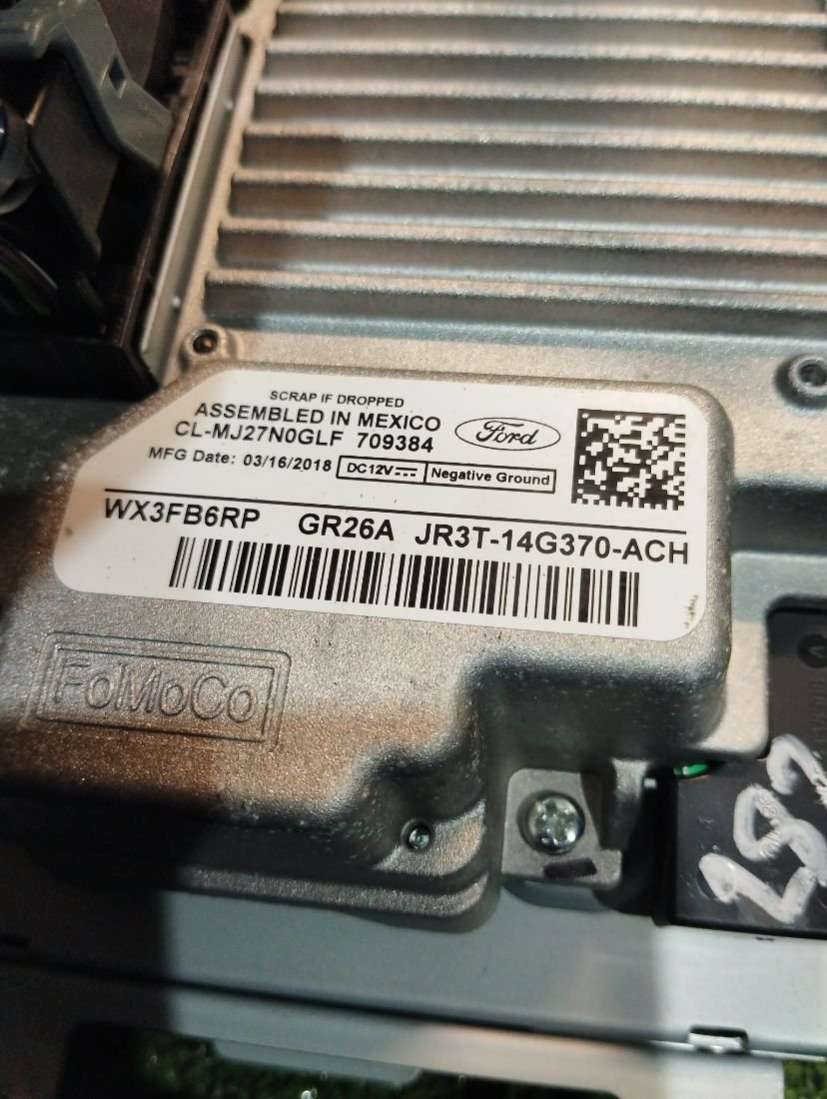 SCRAP IF DROPPED
ASSEMBLED IN MEXICO
CL-MJ27N0GLF 709384
Ford
MFG Date: 03/16/2018 DC12V Negative Ground
WX3FB6RP GR26A JR3T-14G370-ACH
FoMoCo